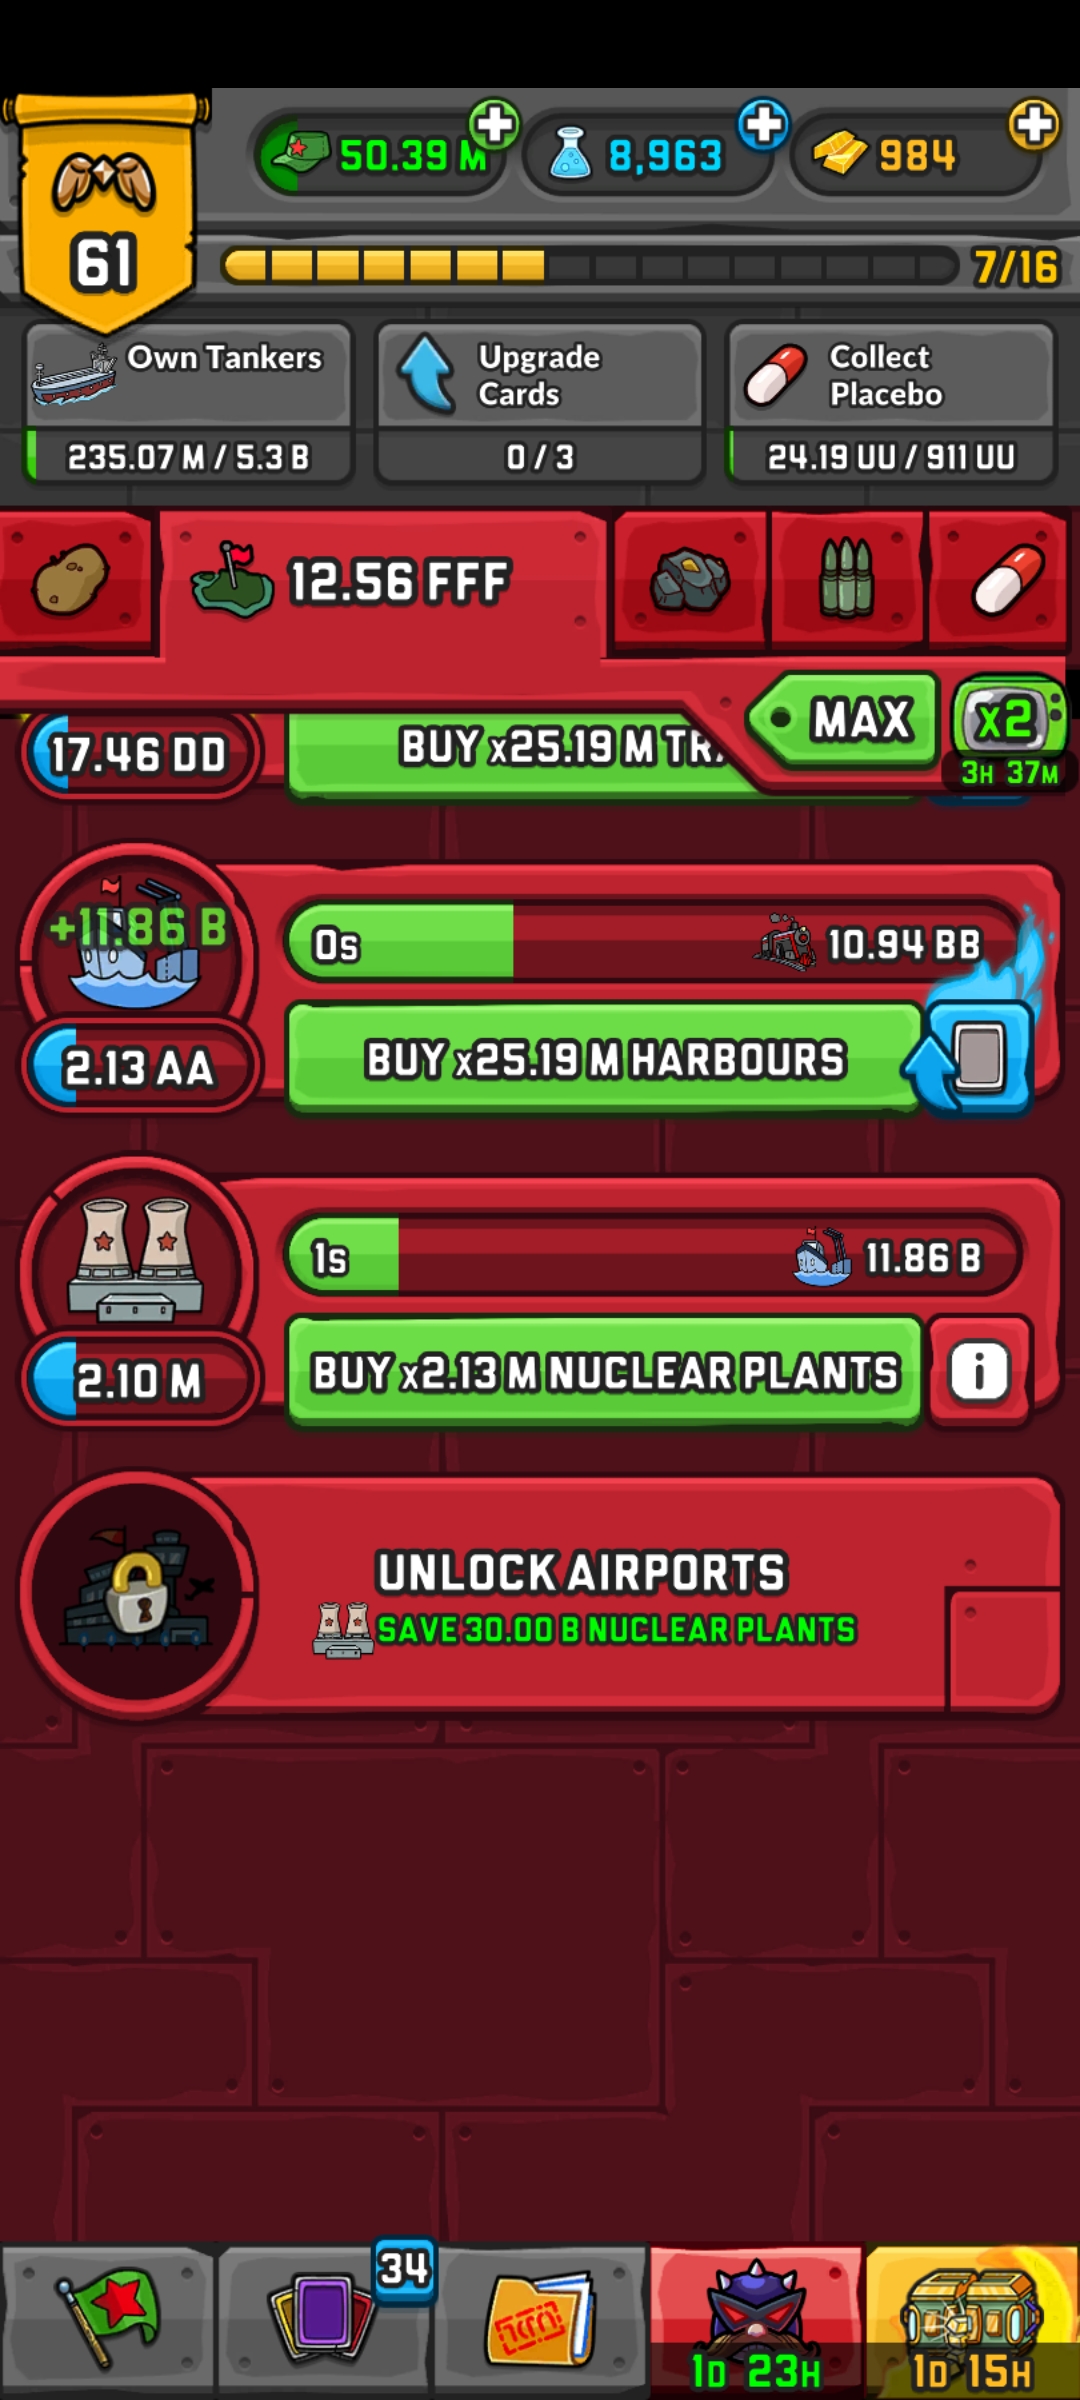 50.39 M
8,963
984
61
7/16
Own Tankers
235.07 M / 5.3 B
Upgrade
Cards
0 / 3
Collect
Placebo
24.19 UU / 911 UU
12.56 FFF
MAX
x2
3H 37M
17.46 DD
BUY x25.19 M TRA
+11.86 B
0s
10.94 BB
2.13 AA
BUY x25.19 M HARBOURS
1s
11.86 B
2.10 M
BUY x2.13 M NUCLEAR PLANTS
i
UNLOCK AIRPORTS
SAVE 30.00 B NUCLEAR PLANTS
34
1D 23H
1D 15H